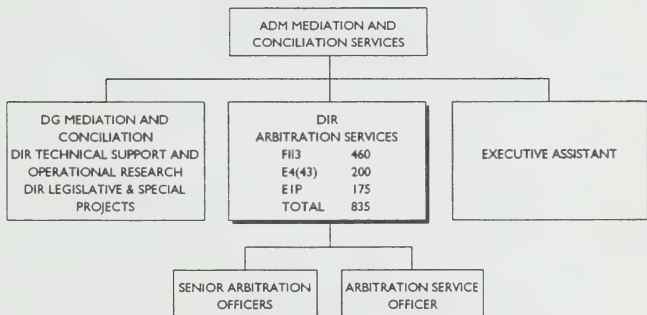 ADM MEDIATION AND
CONCILIATION SERVICES
DG MEDIATION AND
CONCILIATION
DIR TECHNICAL SUPPORT AND
OPERATIONAL RESEARCH
DIR LEGISLATIVE & SPECIAL
PROJECTS
DIR
ARBITRATION SERVICES
FII3 460
E4(43) 200
E1P 175
TOTAL 835
EXECUTIVE ASSISTANT
SENIOR ARBITRATION
OFFICERS
ARBITRATION SERVICE
OFFICER